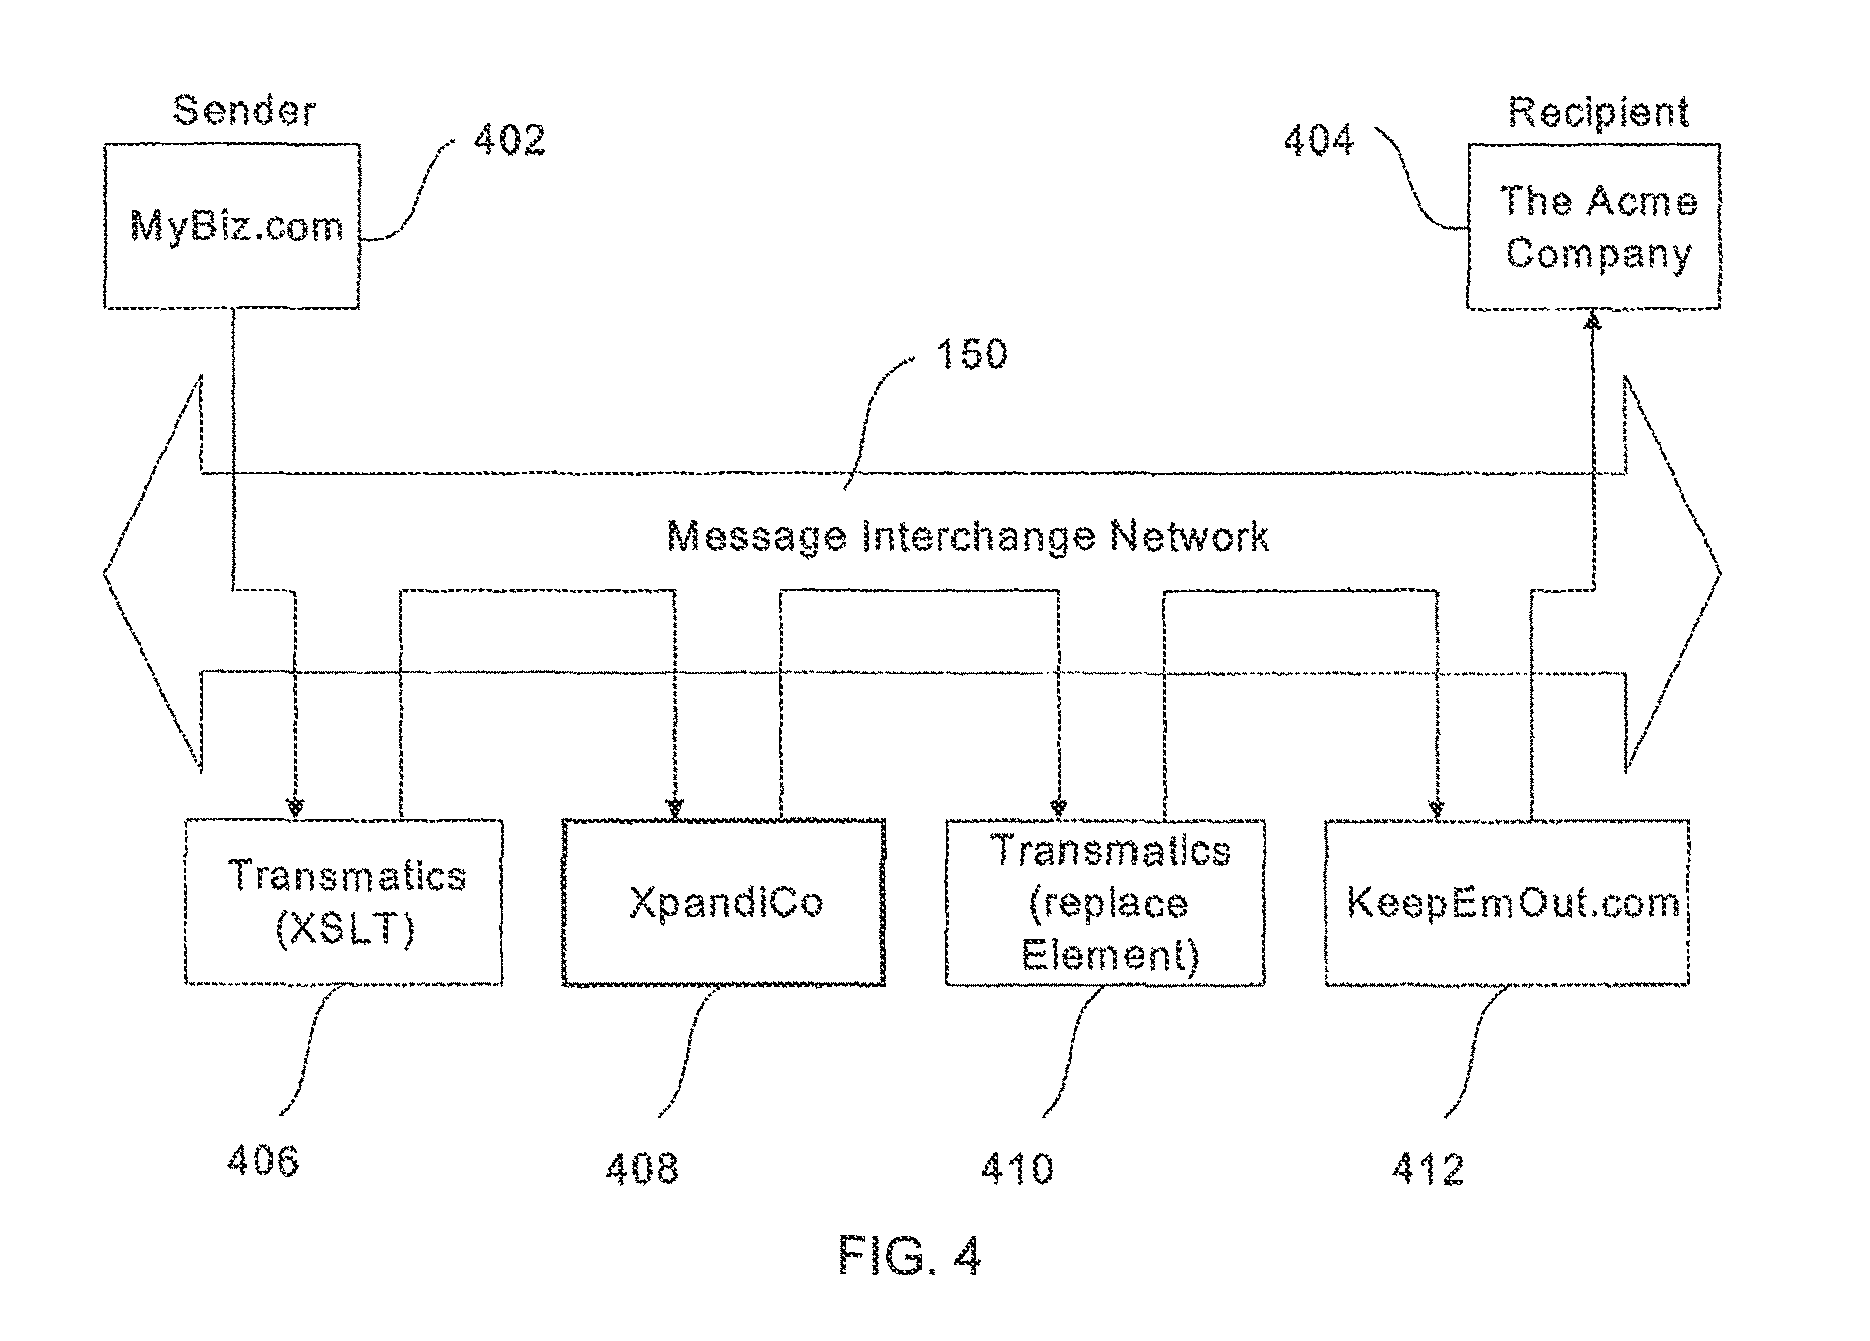 Sender
402
MyBiz.com
Recipient
404
The Acme
Company
150
Message Interchange Network
Transmatics
(XSLT)
XpandiCo
Transmatics
(replace
Element)
KeepEmOut.com
406
408
410
412
FIG. 4